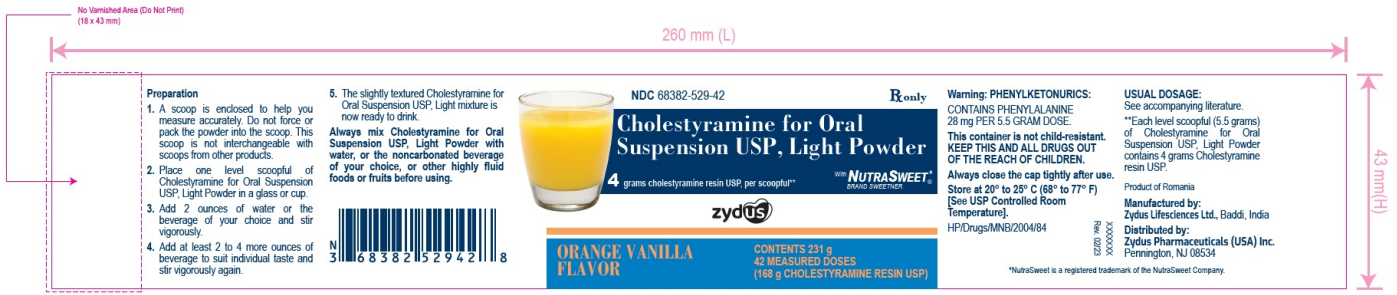 No Varnished Area (Do Not Print)
(18 x 43 mm)
260 mm (L)
Preparation
1. A scoop is enclosed to help you
measure accurately. Do not force or
pack the powder into the scoop. This
scoop is not interchangeable with
scoops from other products.
2. Place one level scoopful of
Cholestyramine for Oral Suspension
USP, Light Powder in a glass or cup.
3. Add 2 ounces of water or the
beverage of your choice and stir
vigorously.
4. Add at least 2 to 4 more ounces of
beverage to suit individual taste and
stir vigorously again.
5. The slightly textured Cholestyramine for
Oral Suspension USP, Light mixture is
now ready to drink.
Always mix Cholestyramine for Oral
Suspension USP, Light Powder with
water, or the noncarbonated beverage
of your choice, or other highly fluid
foods or fruits before using.
N
3 68382 52942 8
NDC 68382-529-42
Rx only
Cholestyramine for Oral
Suspension USP, Light Powder
4 grams cholestyramine resin USP, per scoopful**
With NUTRASWEET®*
BRAND SWEETNER
zydus
ORANGE VANILLA
FLAVOR
CONTENTS 231 g
42 MEASURED DOSES
(168 g CHOLESTYRAMINE RESIN USP)
Warning: PHENYLKETONURICS:
CONTAINS PHENYLALANINE
28 mg PER 5.5 GRAM DOSE.
This container is not child-resistant.
KEEP THIS AND ALL DRUGS OUT
OF THE REACH OF CHILDREN.
Always close the cap tightly after use.
Store at 20° to 25° C (68° to 77° F)
[See USP Controlled Room
Temperature].
HP/Drugs/MNB/2004/84
XXXXXXX
Rev. 02/23
USUAL DOSAGE:
See accompanying literature.
**Each level scoopful (5.5 grams)
of Cholestyramine for Oral
Suspension USP, Light Powder
contains 4 grams Cholestyramine
resin USP.
Product of Romania
Manufactured by:
Zydus Lifesciences Ltd., Baddi, India
Distributed by:
Zydus Pharmaceuticals (USA) Inc.
Pennington, NJ 08534
*NutraSweet is a registered trademark of the NutraSweet Company.
43 mm(H)